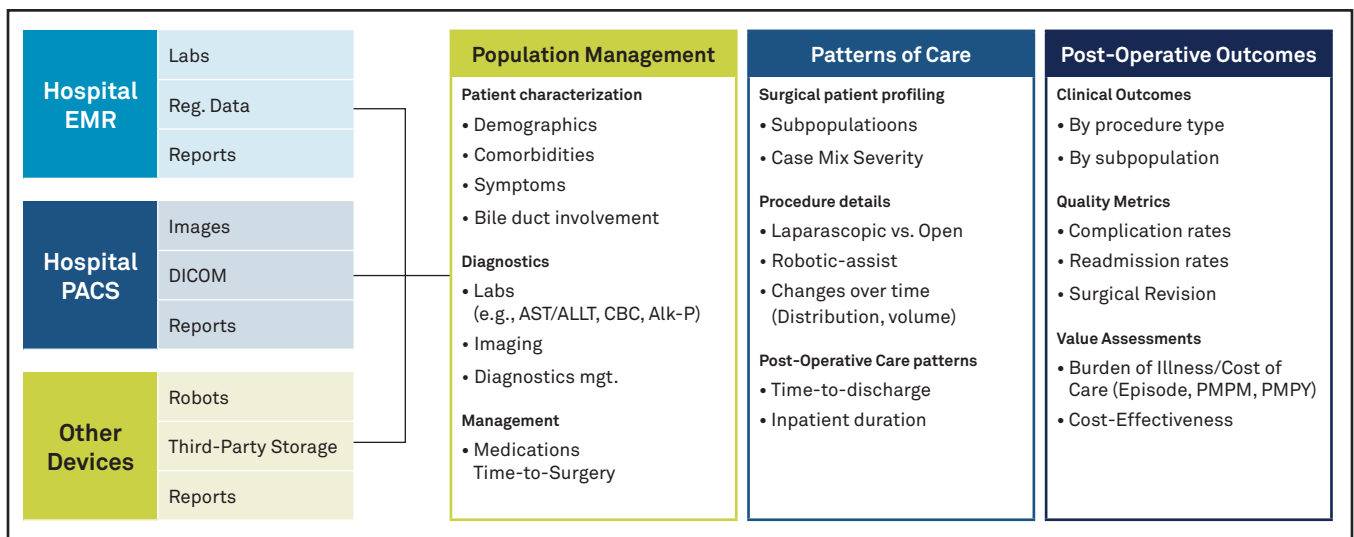 Hospital
EMR
Labs
Reg. Data
Reports
Hospital
PACS
Images
DICOM
Reports
Other
Devices
Robots
Third-Party Storage
Reports
Population Management
Patient characterization
• Demographics
• Comorbidities
• Symptoms
• Bile duct involvement
Diagnostics
• Labs
(e.g., AST/ALLT, CBC, Alk-P)
• Imaging
• Diagnostics mgt.
Management
• Medications
Time-to-Surgery
Patterns of Care
Surgical patient profiling
• Subpopulatioons
• Case Mix Severity
Procedure details
• Laparascopic vs. Open
• Robotic-assist
• Changes over time
(Distribution, volume)
Post-Operative Care patterns
• Time-to-discharge
• Inpatient duration
Post-Operative Outcomes
Clinical Outcomes
• By procedure type
• By subpopulation
Quality Metrics
• Complication rates
• Readmission rates
• Surgical Revision
Value Assessments
• Burden of Illness/Cost of
Care (Episode, PMPM, PMPY)
• Cost-Effectiveness